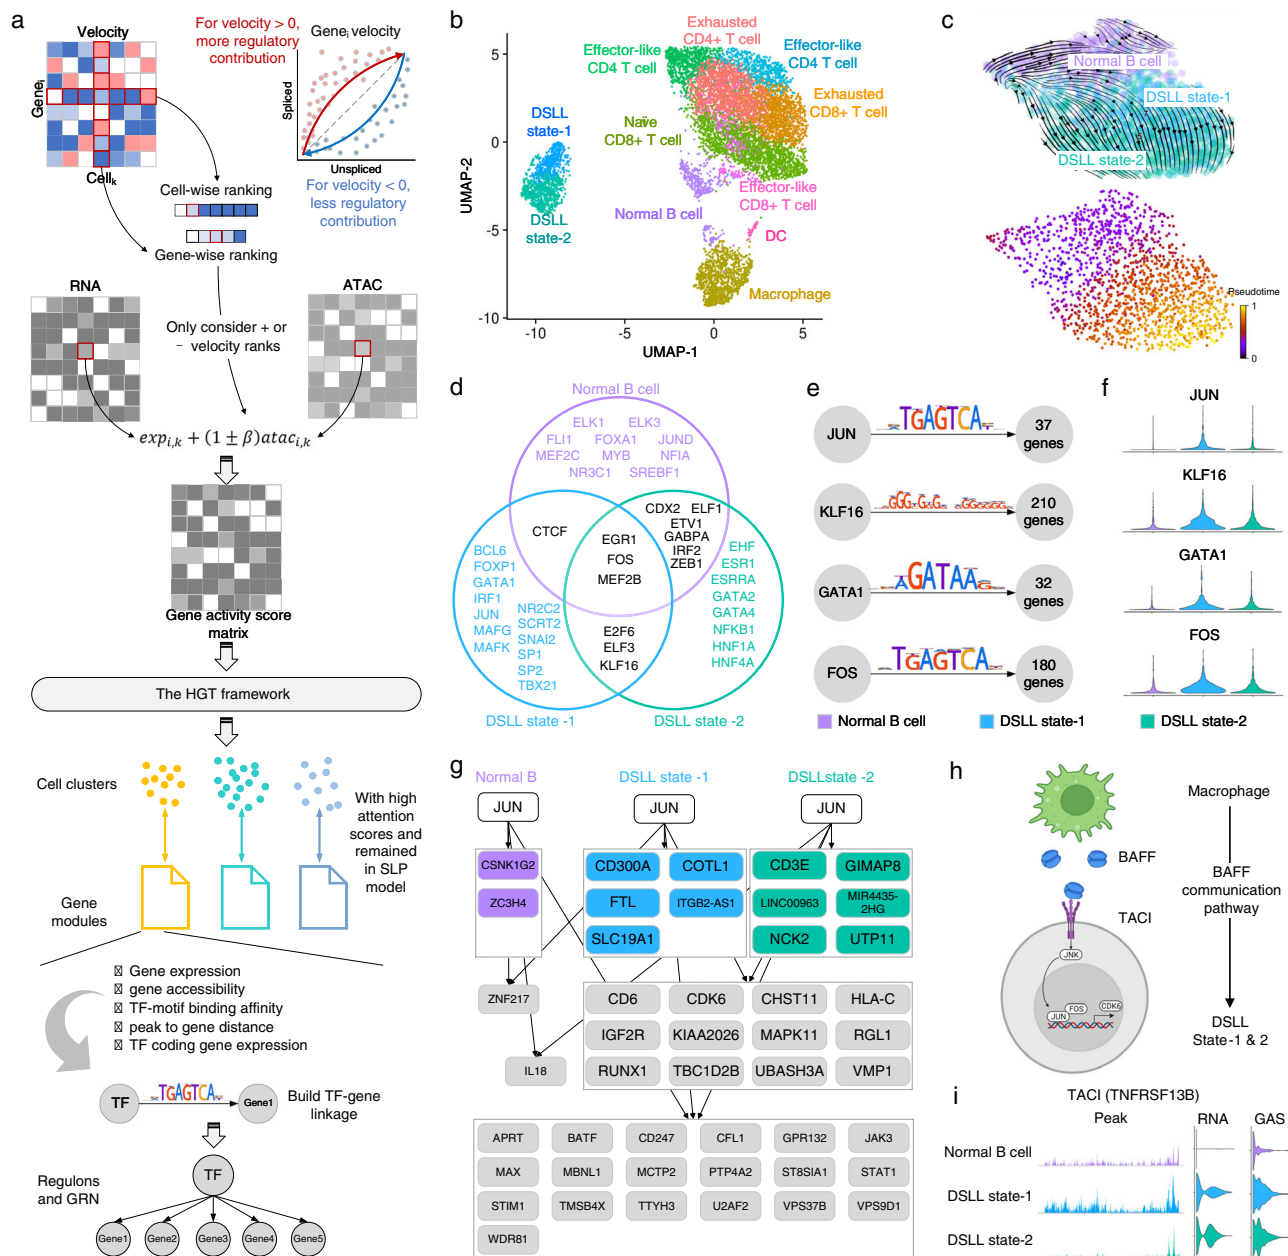 a
Velocity
For velocity > 0,
more regulatory
contribution
Gene_i velocity
Gene_i
Spliced
Unspliced
Cell_k
Cell-wise ranking
For velocity < 0,
less regulatory
contribution
Gene-wise ranking
RNA
ATAC
Only consider + or
− velocity ranks
exp_{i,k} + (1 ± β)atac_{i,k}
Gene activity score
matrix
The HGT framework
Cell clusters
With high
attention
scores and
remained
in SLP
model
Gene
modules
Gene expression
gene accessibility
TF-motif binding affinity
peak to gene distance
TF coding gene expression
TF
TGAGTCA
Gene1
Build TF-gene
linkage
Regulons
and GRN
TF
Gene1
Gene2
Gene3
Gene4
Gene5
b
Exhausted
CD4+ T cell
Effector-like
CD4 T cell
Effector-like
CD4 T cell
Exhausted
CD8+ T cell
DSLL
state-1
Naïve
CD8+ T cell
Effector-like
CD8+ T cell
Normal B cell
DSLL
state-2
DC
Macrophage
UMAP-2
5
0
-5
-10
-10
-5
0
5
UMAP-1
c
Normal B cell
DSLL state-1
DSLL state-2
Pseudotime
1
0
d
Normal B cell
ELK1 ELK3
FLI1 FOXA1 JUND
MEF2C MYB NFIA
NR3C1 SREBF1
CDX2 ELF1
ETV1
GABPA
IRF2
ZEB1
CTCF
EGR1
FOS
MEF2B
BCL6
FOXP1
GATA1
IRF1
JUN
MAFG
MAFK
NR2C2
SCRT2
SNAI2
SP1
SP2
TBX21
E2F6
ELF3
KLF16
EHF
ESR1
ESRRA
GATA2
GATA4
NFKB1
HNF1A
HNF4A
DSLL state -1
DSLL state -2
e
JUN
TGAGTCA
37
genes
KLF16
210
genes
GATA1
AGATAA
32
genes
FOS
TGAGTCA
180
genes
f
JUN
KLF16
GATA1
FOS
Normal B cell
DSLL state-1
DSLL state-2
g
Normal B
DSLL state -1
DSLLstate -2
JUN
JUN
JUN
CSNK1G2
ZC3H4
CD300A
COTL1
FTL
ITGB2-AS1
SLC19A1
CD3E
GIMAP8
LINC00963
MIR4435-
2HG
NCK2
UTP11
ZNF217
IL18
CD6 CDK6 CHST11 HLA-C
IGF2R KIAA2026 MAPK11 RGL1
RUNX1 TBC1D2B UBASH3A VMP1
APRT BATF CD247 CFL1 GPR132 JAK3
MAX MBNL1 MCTP2 PTP4A2 ST8SIA1 STAT1
STIM1 TMSB4X TTYH3 U2AF2 VPS37B VPS9D1
WDR81
h
Macrophage
BAFF
BAFF
communication
pathway
TACI
JNK
JUN
FOS
CDK6
DSLL
State-1 & 2
i
TACI (TNFRSF13B)
Peak
RNA
GAS
Normal B cell
DSLL state-1
DSLL state-2